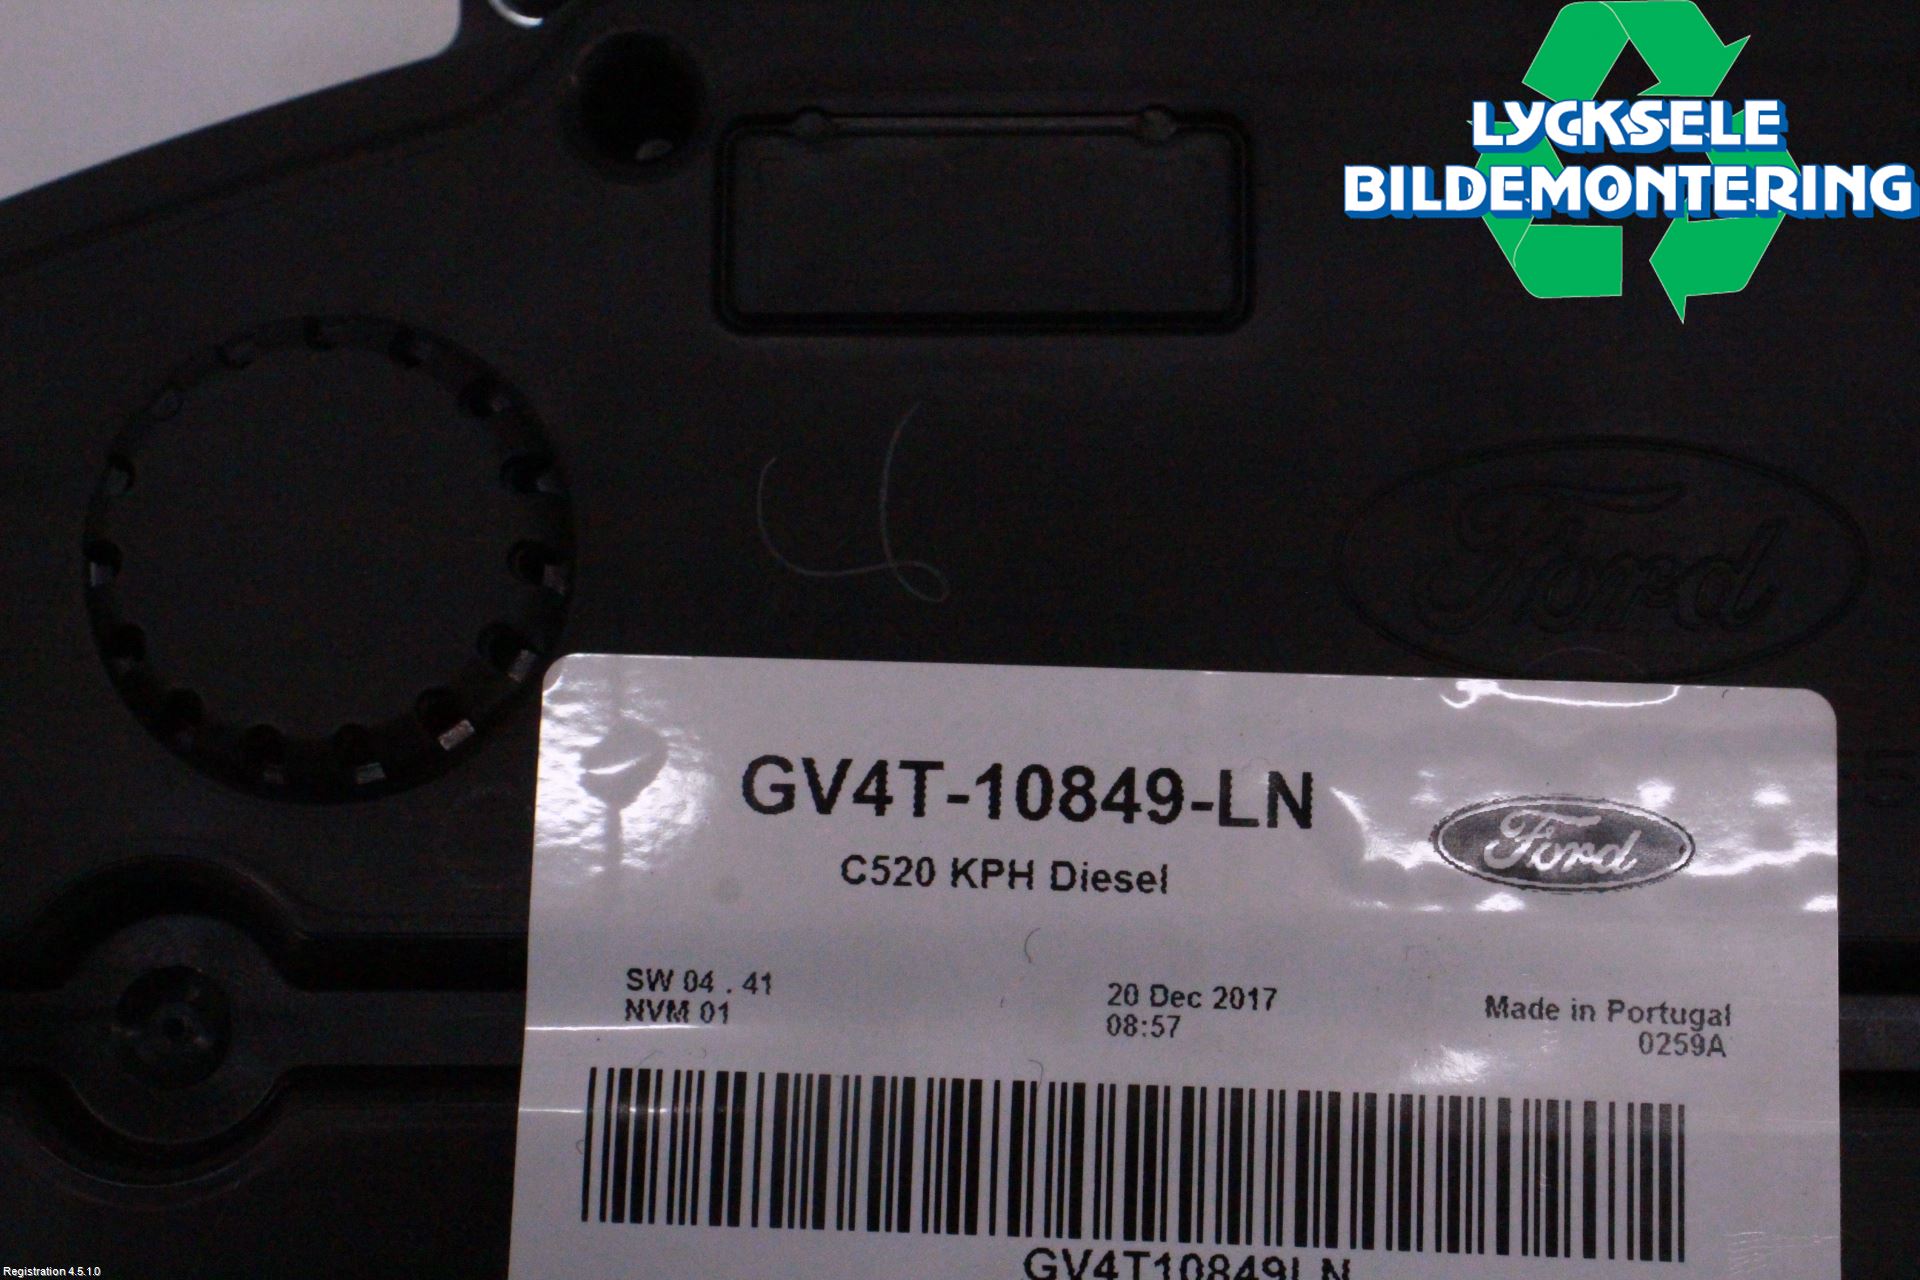 LYCKSELE
BILDEMONTERING
Ford
GV4T-10849-LN
Ford
C520 KPH Diesel
SW 04 . 41
NVM 01
20 Dec 2017
08:57
Made in Portugal
0259A
GV4T10849LN
Registration 4.5.1.0